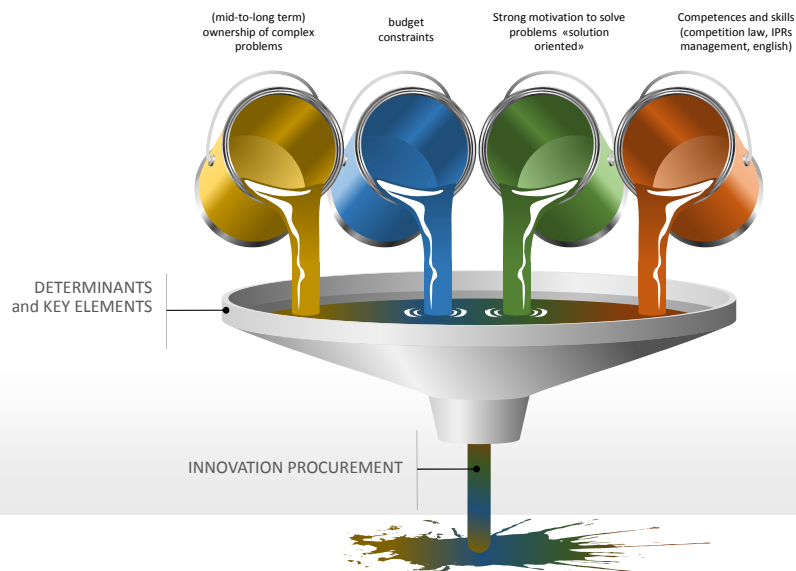 (mid-to-long term)
ownership of complex
problems
budget
constraints
Strong motivation to solve
problems «solution
oriented»
Competences and skills
(competition law, IPRs
management, english)
DETERMINANTS
and KEY ELEMENTS
INNOVATION PROCUREMENT